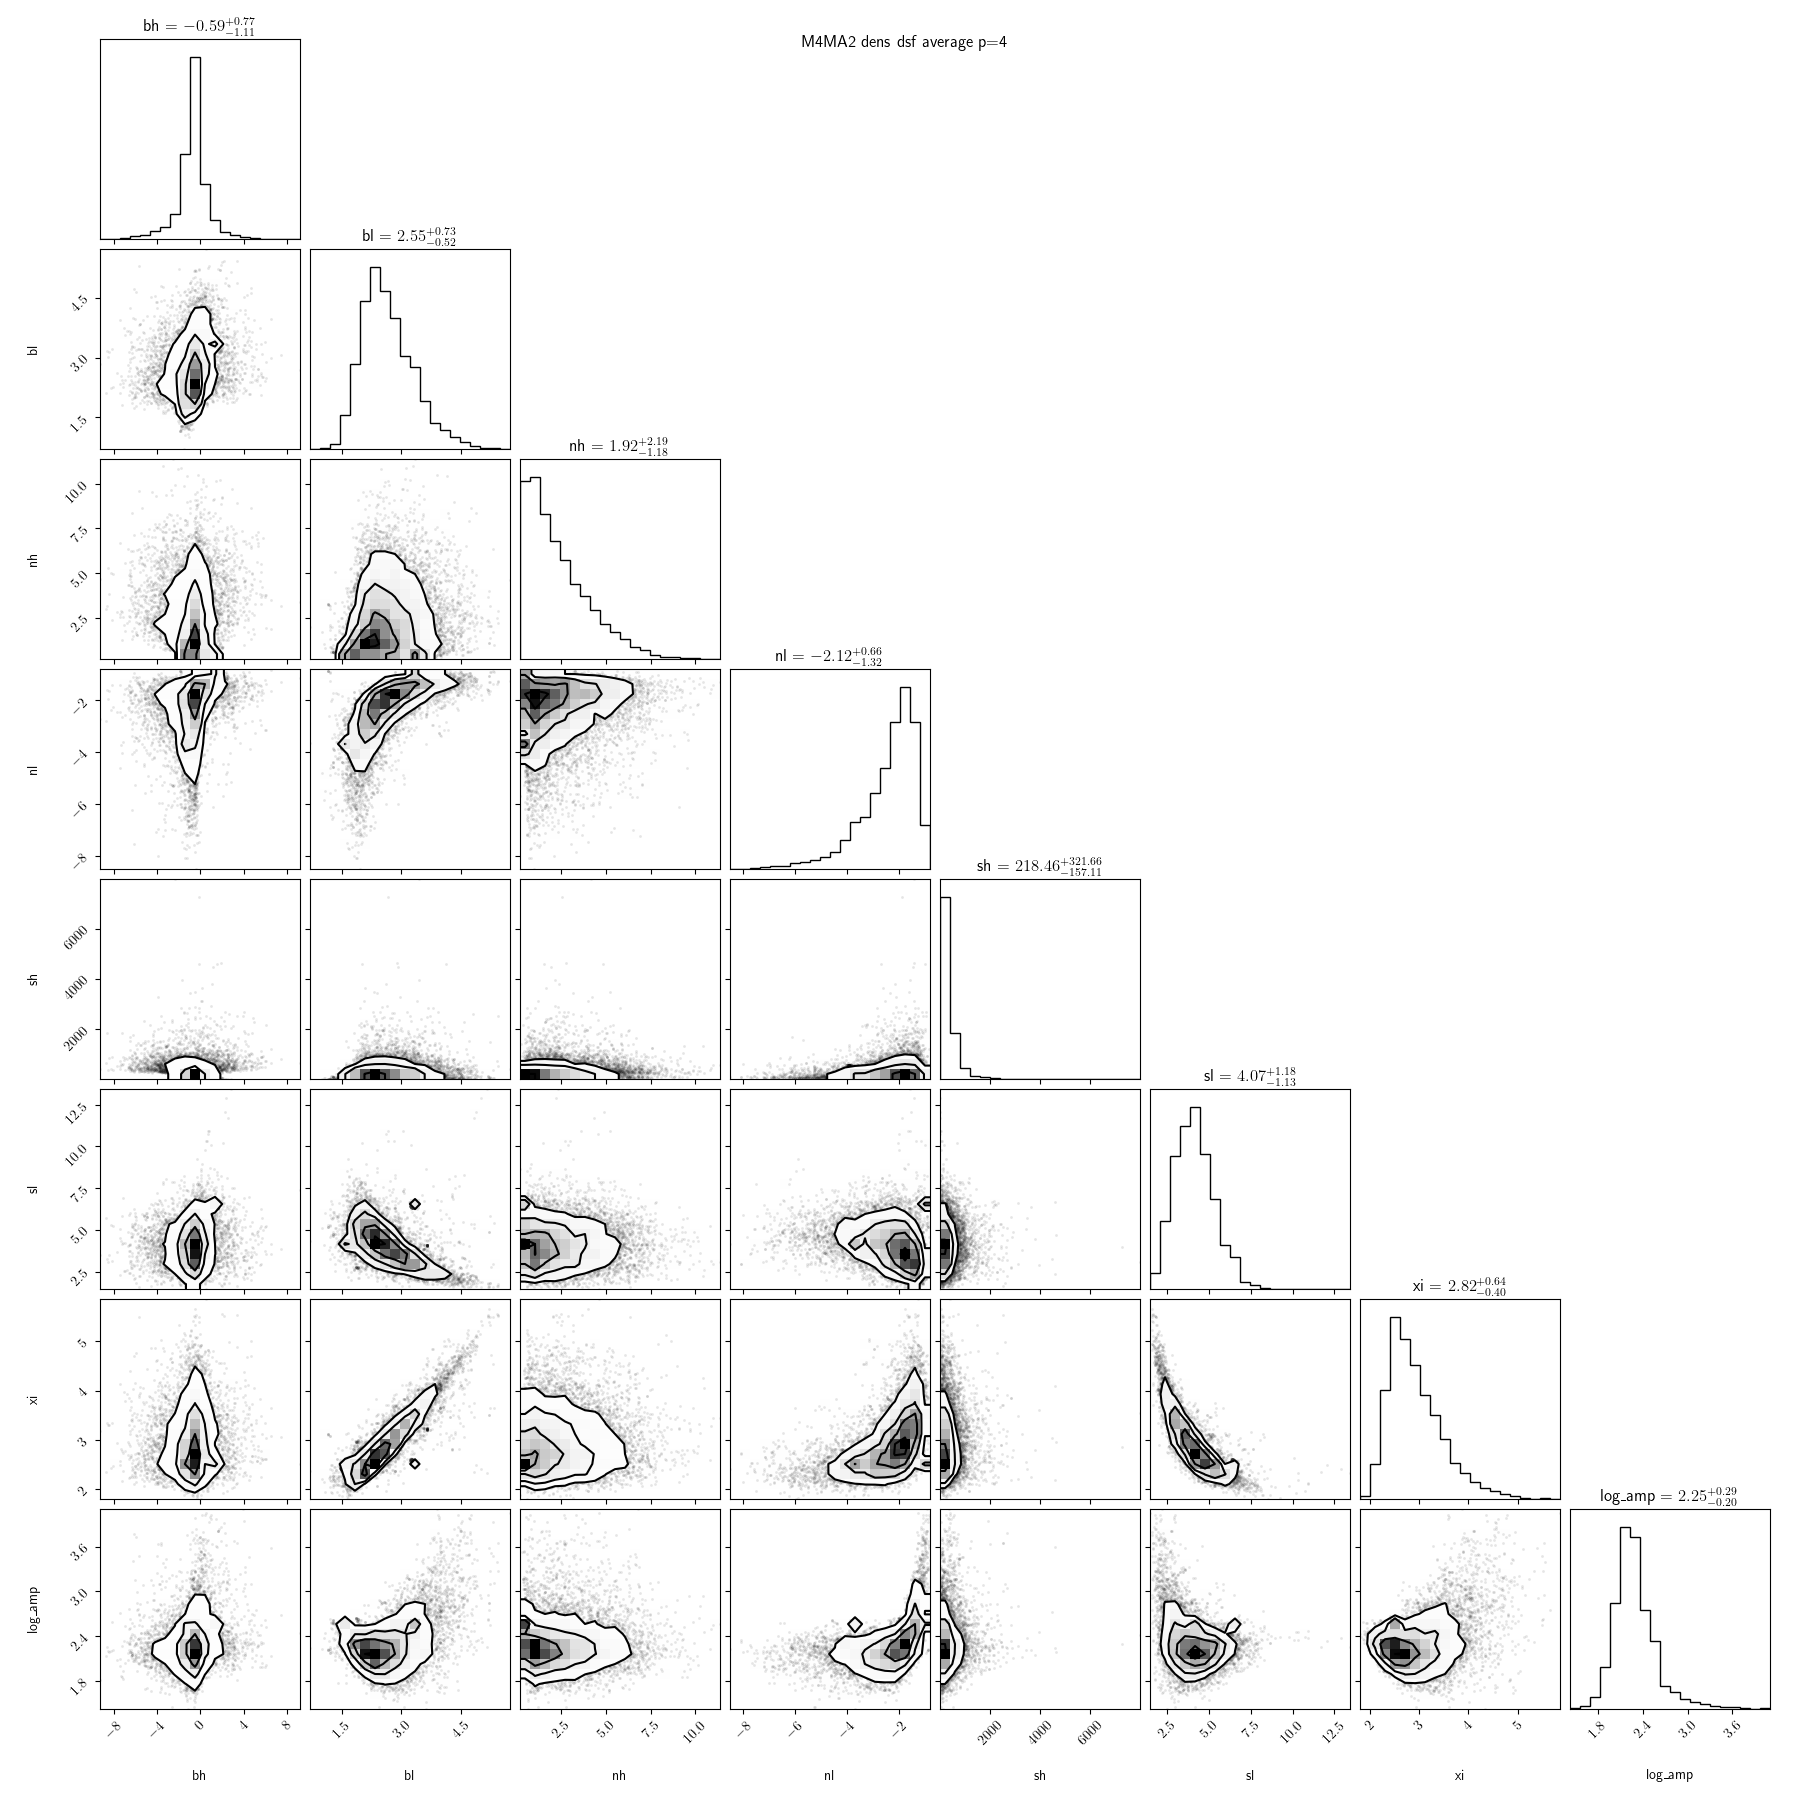 M4MA2 dens dsf average p=4
bh = −0.59+0.77−1.11
bl = 2.55+0.73−0.52
4.5
3.0
1.5
bl
nh = 1.92+2.19−1.18
10.0
7.5
5.0
2.5
nh
nl = −2.12+0.66−1.32
−2
−4
−6
−8
nl
sh = 218.46+321.66−157.11
6000
4000
2000
sh
sl = 4.07+1.18−1.13
12.5
10.0
7.5
5.0
2.5
sl
xi = 2.82+0.64−0.40
5
4
3
2
xi
log_amp = 2.25+0.29−0.20
3.6
3.0
2.4
1.8
log_amp
−8 −4 0 4 8 1.5 3.0 4.5 2.5 5.0 7.5 10.0 −8 −6 −4 −2 2000 4000 6000 2.5 5.0 7.5 10.0 12.5 2 3 4 5 1.8 2.4 3.0 3.6
bh bl nh nl sh sl xi log_amp